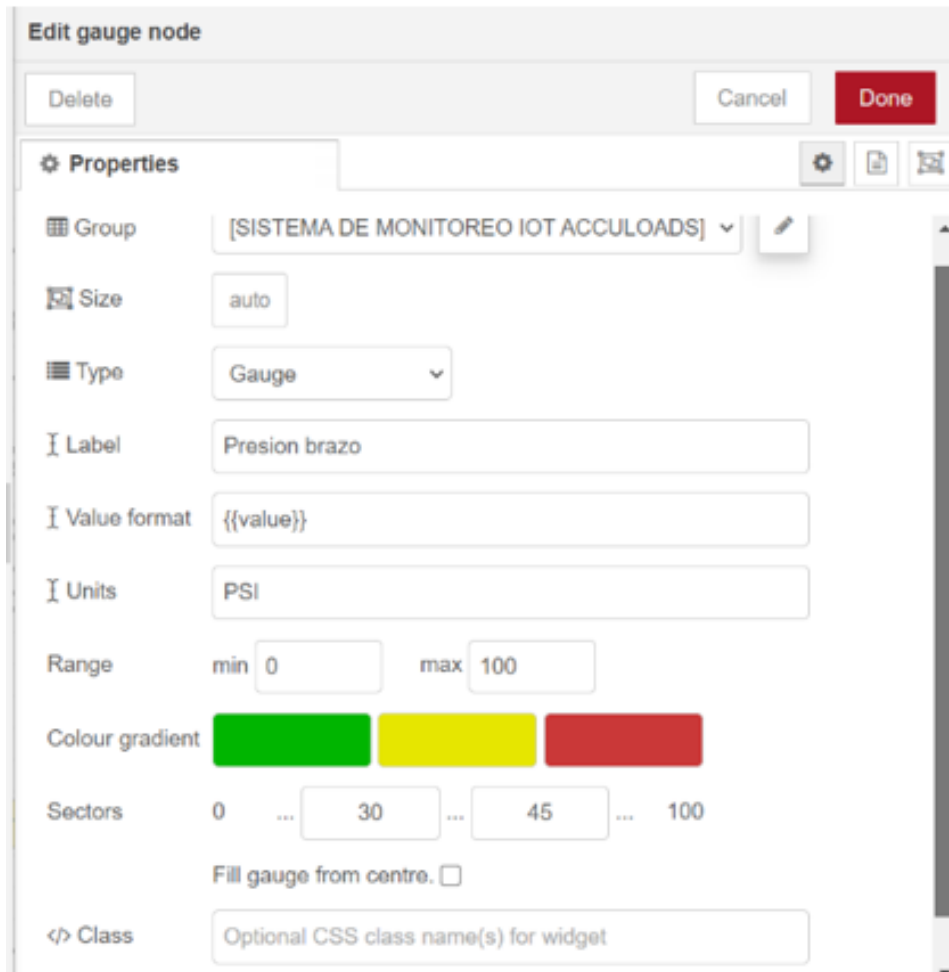 Edit gauge node
Delete Cancel Done
Properties
Group [SISTEMA DE MONITOREO IOT ACCULOADS]
Size auto
Type Gauge
Label Presion brazo
Value format {{value}}
Units PSI
Range min 0 max 100
Colour gradient
Sectors 0 ... 30 ... 45 ... 100
Fill gauge from centre.
</> Class Optional CSS class name(s) for widget